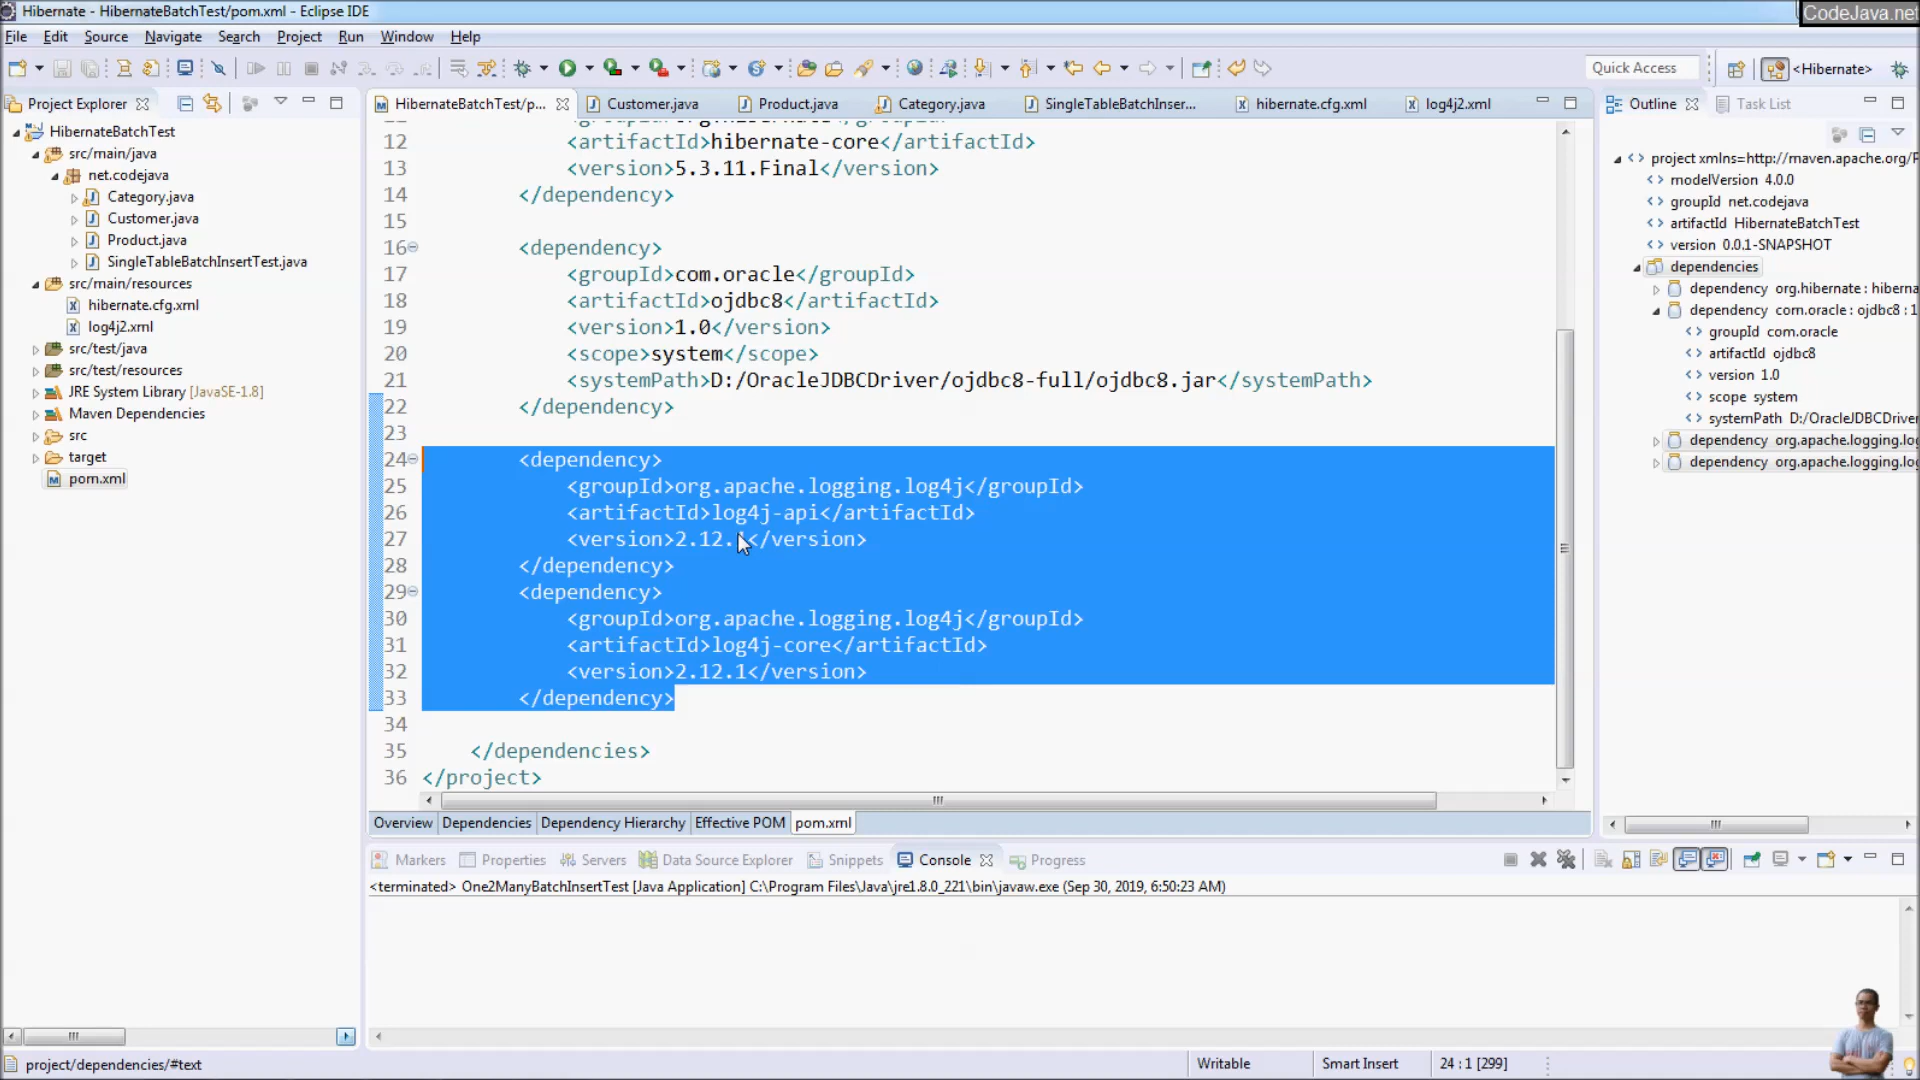 Hibernate - HibernateBatchTest/pom.xml - Eclipse IDE
CodeJava.net
File Edit Source Navigate Search Project Run Window Help
Quick Access
<Hibernate>
Project Explorer
HibernateBatchTest/p...
Customer.java
Product.java
Category.java
SingleTableBatchInser...
hibernate.cfg.xml
log4j2.xml
Outline
Task List
HibernateBatchTest
src/main/java
net.codejava
Category.java
Customer.java
Product.java
SingleTableBatchInsertTest.java
src/main/resources
hibernate.cfg.xml
log4j2.xml
src/test/java
src/test/resources
JRE System Library [JavaSE-1.8]
Maven Dependencies
src
target
pom.xml
12 <artifactId>hibernate-core</artifactId>
13 <version>5.3.11.Final</version>
14 </dependency>
15
16 <dependency>
17 <groupId>com.oracle</groupId>
18 <artifactId>ojdbc8</artifactId>
19 <version>1.0</version>
20 <scope>system</scope>
21 <systemPath>D:/OracleJDBCDriver/ojdbc8-full/ojdbc8.jar</systemPath>
22 </dependency>
23
24 <dependency>
25 <groupId>org.apache.logging.log4j</groupId>
26 <artifactId>log4j-api</artifactId>
27 <version>2.12. </version>
28 </dependency>
29 <dependency>
30 <groupId>org.apache.logging.log4j</groupId>
31 <artifactId>log4j-core</artifactId>
32 <version>2.12.1</version>
33 </dependency>
34
35 </dependencies>
36 </project>
project xmlns=http://maven.apache.org/P
modelVersion 4.0.0
groupId net.codejava
artifactId HibernateBatchTest
version 0.0.1-SNAPSHOT
dependencies
dependency org.hibernate : hiberna
dependency com.oracle : ojdbc8 : 1
groupId com.oracle
artifactId ojdbc8
version 1.0
scope system
systemPath D:/OracleJDBCDriver
dependency org.apache.logging.log
dependency org.apache.logging.log
Overview Dependencies Dependency Hierarchy Effective POM pom.xml
Markers Properties Servers Data Source Explorer Snippets Console Progress
<terminated> One2ManyBatchInsertTest [Java Application] C:\Program Files\Java\jre1.8.0_221\bin\javaw.exe (Sep 30, 2019, 6:50:23 AM)
project/dependencies/#text
Writable
Smart Insert
24 : 1 [299]